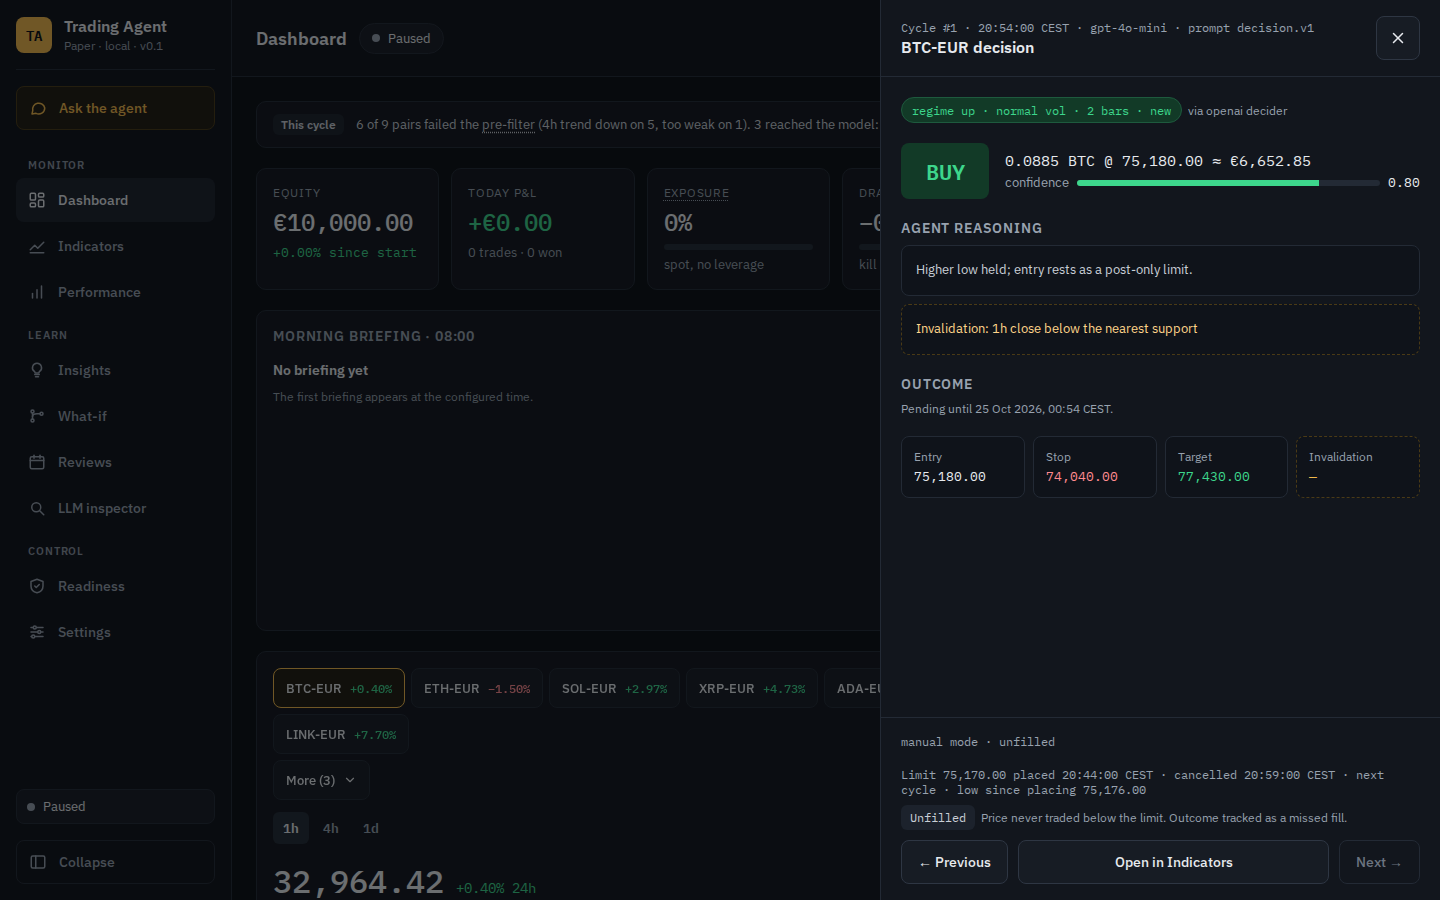 TA
Trading Agent
Paper · local · v0.1
Ask the agent
MONITOR
Dashboard
Indicators
Performance
LEARN
Insights
What-if
Reviews
LLM inspector
CONTROL
Readiness
Settings
Paused
Collapse
Dashboard
Paused
This cycle 6 of 9 pairs failed the pre-filter (4h trend down on 5, too weak on 1). 3 reached the model:
EQUITY
€10,000.00
+0.00% since start
TODAY P&L
+€0.00
0 trades · 0 won
EXPOSURE
0%
spot, no leverage
DRA
−0
kill
MORNING BRIEFING · 08:00
No briefing yet
The first briefing appears at the configured time.
BTC-EUR +0.40%
ETH-EUR −1.50%
SOL-EUR +2.97%
XRP-EUR +4.73%
ADA-EU
LINK-EUR +7.70%
More (3)
1h 4h 1d
32,964.42 +0.40% 24h
Cycle #1 · 20:54:00 CEST · gpt-4o-mini · prompt decision.v1
BTC-EUR decision
regime up · normal vol · 2 bars · new via openai decider
BUY
0.0885 BTC @ 75,180.00 ≈ €6,652.85
confidence 0.80
AGENT REASONING
Higher low held; entry rests as a post-only limit.
Invalidation: 1h close below the nearest support
OUTCOME
Pending until 25 Oct 2026, 00:54 CEST.
Entry
75,180.00
Stop
74,040.00
Target
77,430.00
Invalidation
—
manual mode · unfilled
Limit 75,170.00 placed 20:44:00 CEST · cancelled 20:59:00 CEST · next
cycle · low since placing 75,176.00
Unfilled Price never traded below the limit. Outcome tracked as a missed fill.
← Previous
Open in Indicators
Next →